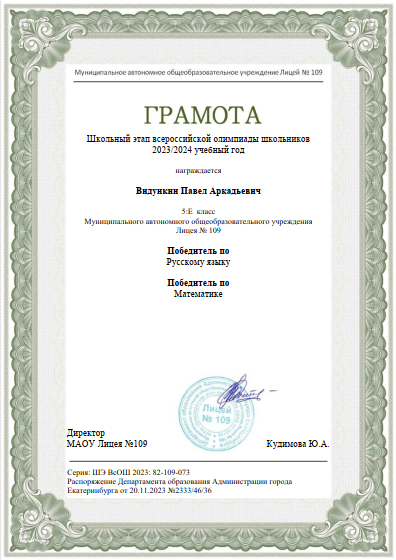 Муниципальное автономное общеобразовательное учреждение Лицей № 109
ГРАМОТА
Школьный этап всероссийской олимпиады школьников
2023/2024 учебный год
награждается
Видункин Павел Аркадьевич
5:Е класс
Муниципального автономного общеобразовательного учреждения
Лицея № 109
Победитель по
Русскому языку
Победитель по
Математике
Лицей
№ 109
Директор
МАОУ Лицея №109 Кудимова Ю.А.
Серия: ШЭ ВсОШ 2023: 82-109-073
Распоряжение Департамента образования Администрации города
Екатеринбурга от 20.11.2023 №2333/46/36